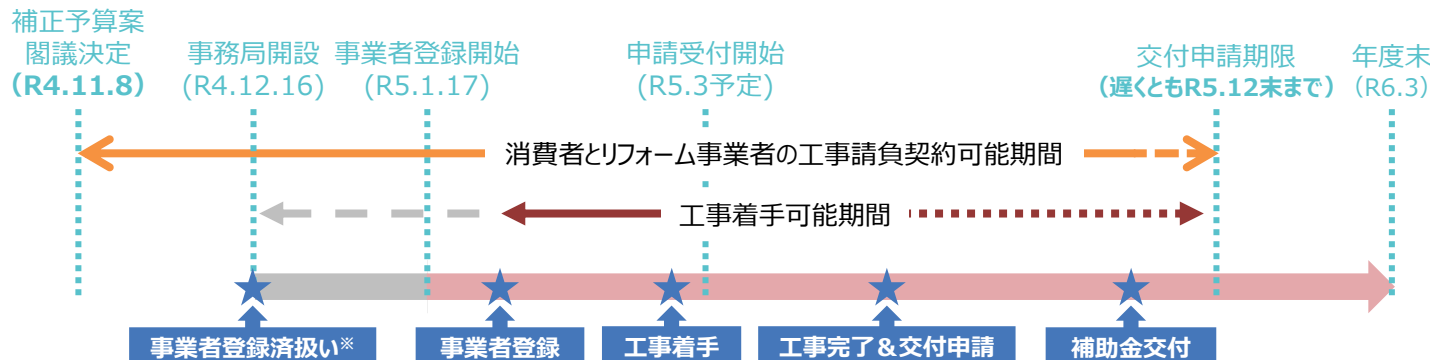 補正予算案
閣議決定
（R4.11.8）
事務局開設
(R4.12.16)
事業者登録開始
(R5.1.17)
申請受付開始
(R5.3予定)
交付申請期限
（遅くともR5.12末まで）
年度末
（R6.3）
消費者とリフォーム事業者の工事請負契約可能期間
工事着手可能期間
事業者登録済扱い※
事業者登録
工事着手
工事完了＆交付申請
補助金交付